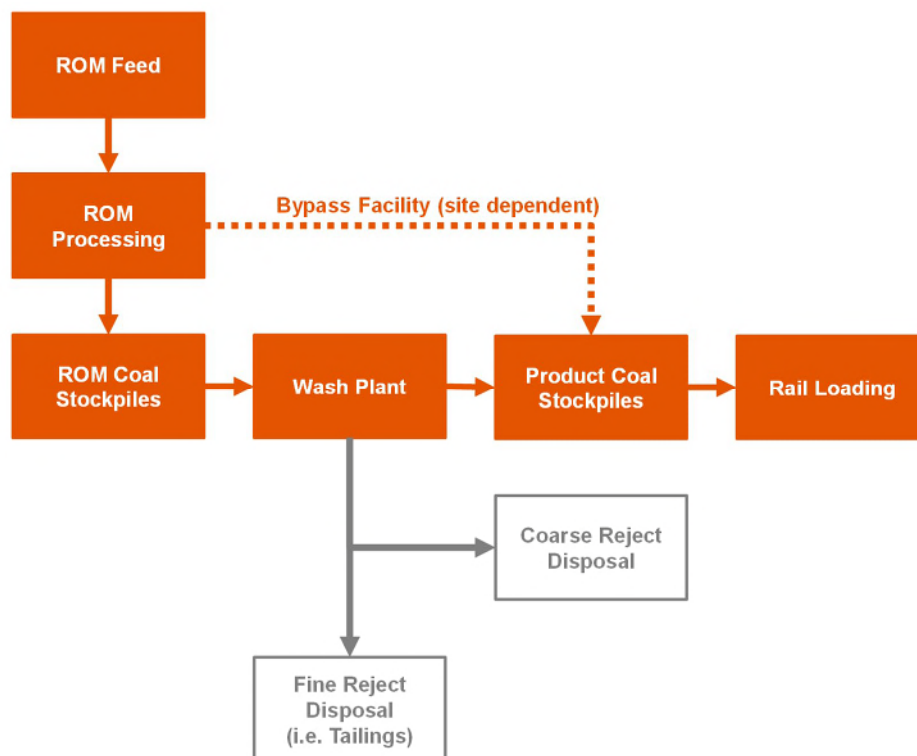 ROM Feed
ROM
Processing
Bypass Facility (site dependent)
ROM Coal
Stockpiles
Wash Plant
Product Coal
Stockpiles
Rail Loading
Coarse Reject
Disposal
Fine Reject
Disposal
(i.e. Tailings)